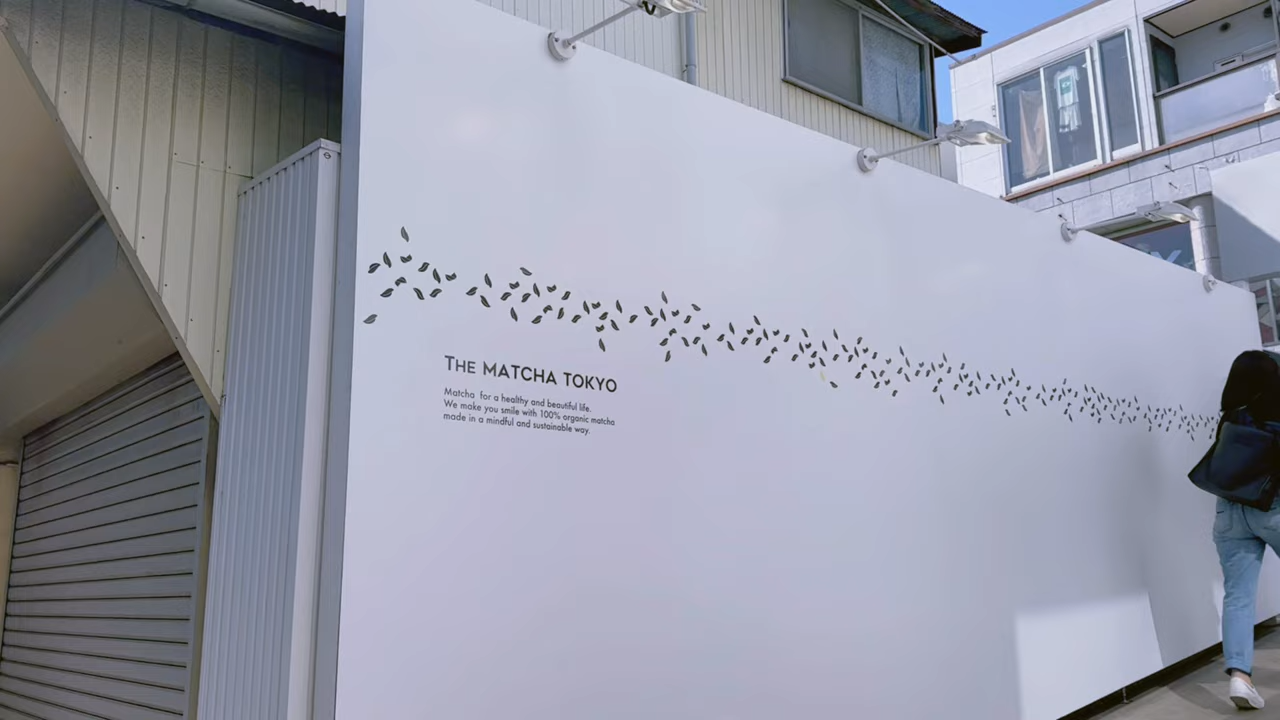 THE MATCHA TOKYO
Matcha for a healthy and beautiful life.
We make you smile with 100% organic matcha
made in a mindful and sustainable way.